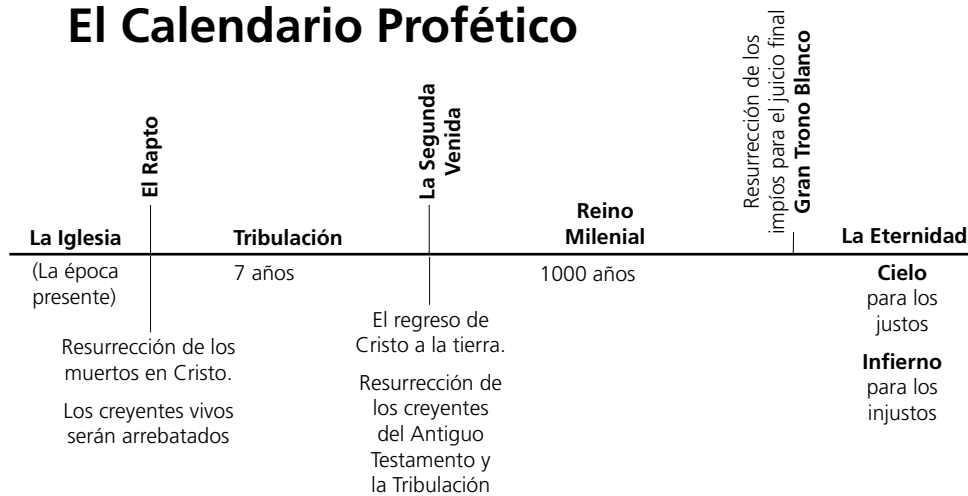 El Calendario Profético
El Rapto
La Segunda
Venida
Resurrección de los
impíos para el juicio final
Gran Trono Blanco
La Iglesia
Tribulación
Reino
Milenial
La Eternidad
(La época
presente)
7 años
1000 años
Cielo
para los
justos
Infierno
para los
injustos
Resurrección de los
muertos en Cristo.
Los creyentes vivos
serán arrebatados
El regreso de
Cristo a la tierra.
Resurrección de
los creyentes
del Antiguo
Testamento y
la Tribulación